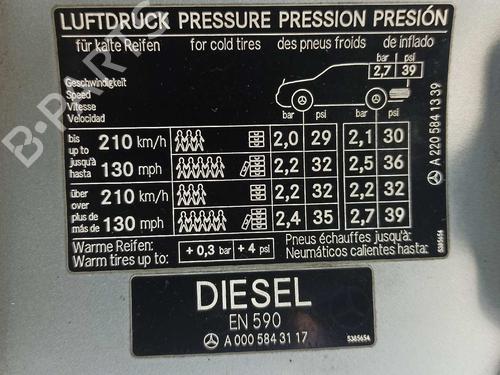 LUFTDRUCK PRESSURE PRESSION PRESIÓN
für kalte Reifen for cold tires des pneus froids de inflado
bar psi
2,7 39
Geschwindigkeit
Speed
Vitesse
Velocidad
bar psi bar psi
bis
up to
jusqu'à
hasta
210 km/h 2,0 29 2,1 30
130 mph 2,2 32 2,5 36
über
over
plus de
más de
210 km/h 2,2 32 2,2 32
130 mph 2,4 35 2,7 39
Warme Reifen:
Warm tires up to:
+ 0,3 bar + 4 psi
Pneus échauffes jusqu'à:
Neumáticos calientes hasta:
A 220 584 13 39
5385656
DIESEL
EN 590
A 000 584 31 17
5385654
B-PARTS